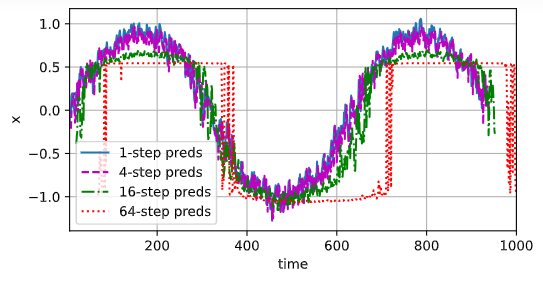 1.0
0.5
0.0
−0.5
−1.0
x
1-step preds
4-step preds
16-step preds
64-step preds
200
400
600
800
1000
time